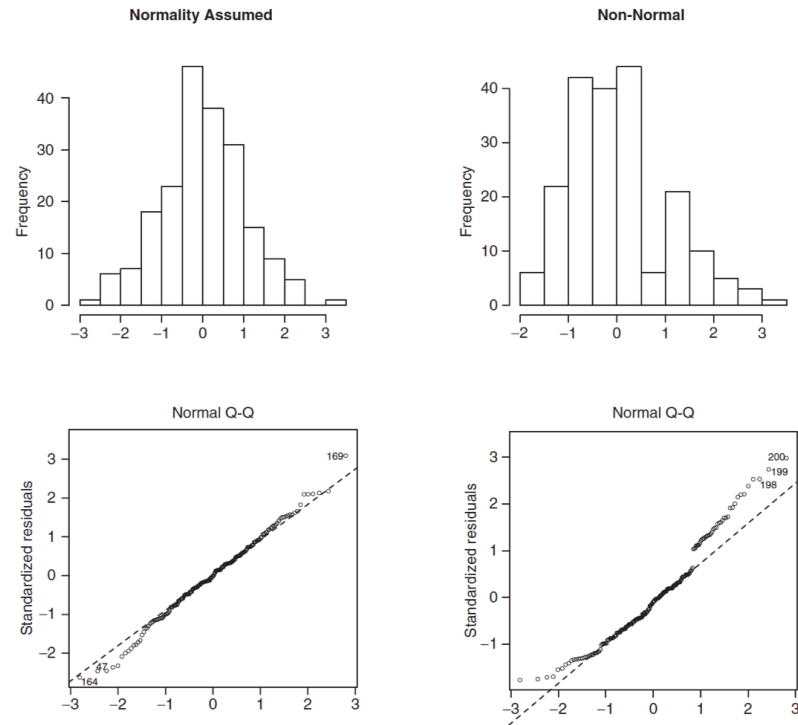 Normality Assumed
Frequency
40
30
20
10
0
−3 −2 −1 0 1 2 3
Non-Normal
Frequency
40
30
20
10
0
−2 −1 0 1 2 3
Normal Q-Q
Standardized residuals
3
2
1
0
−1
−2
169
47
164
−3 −2 −1 0 1 2 3
Normal Q-Q
Standardized residuals
3
2
1
0
−1
200
199
198
−3 −2 −1 0 1 2 3